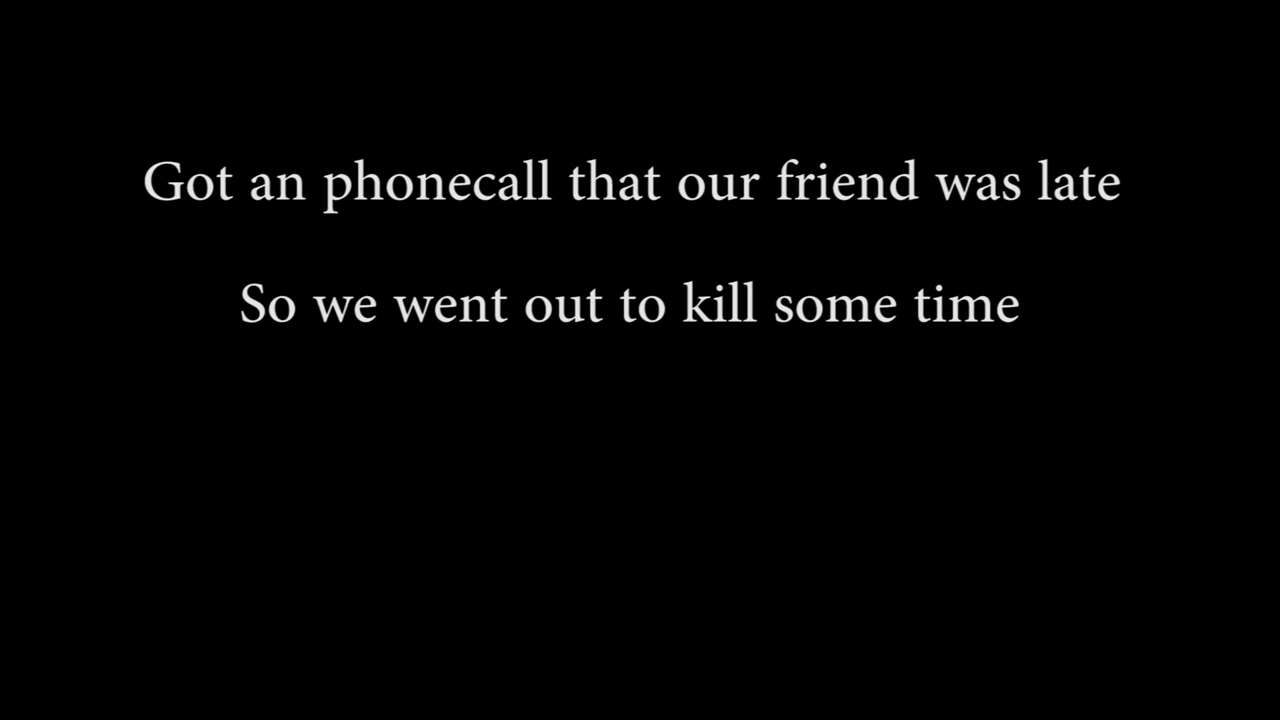 Got an phonecall that our friend was late
So we went out to kill some time